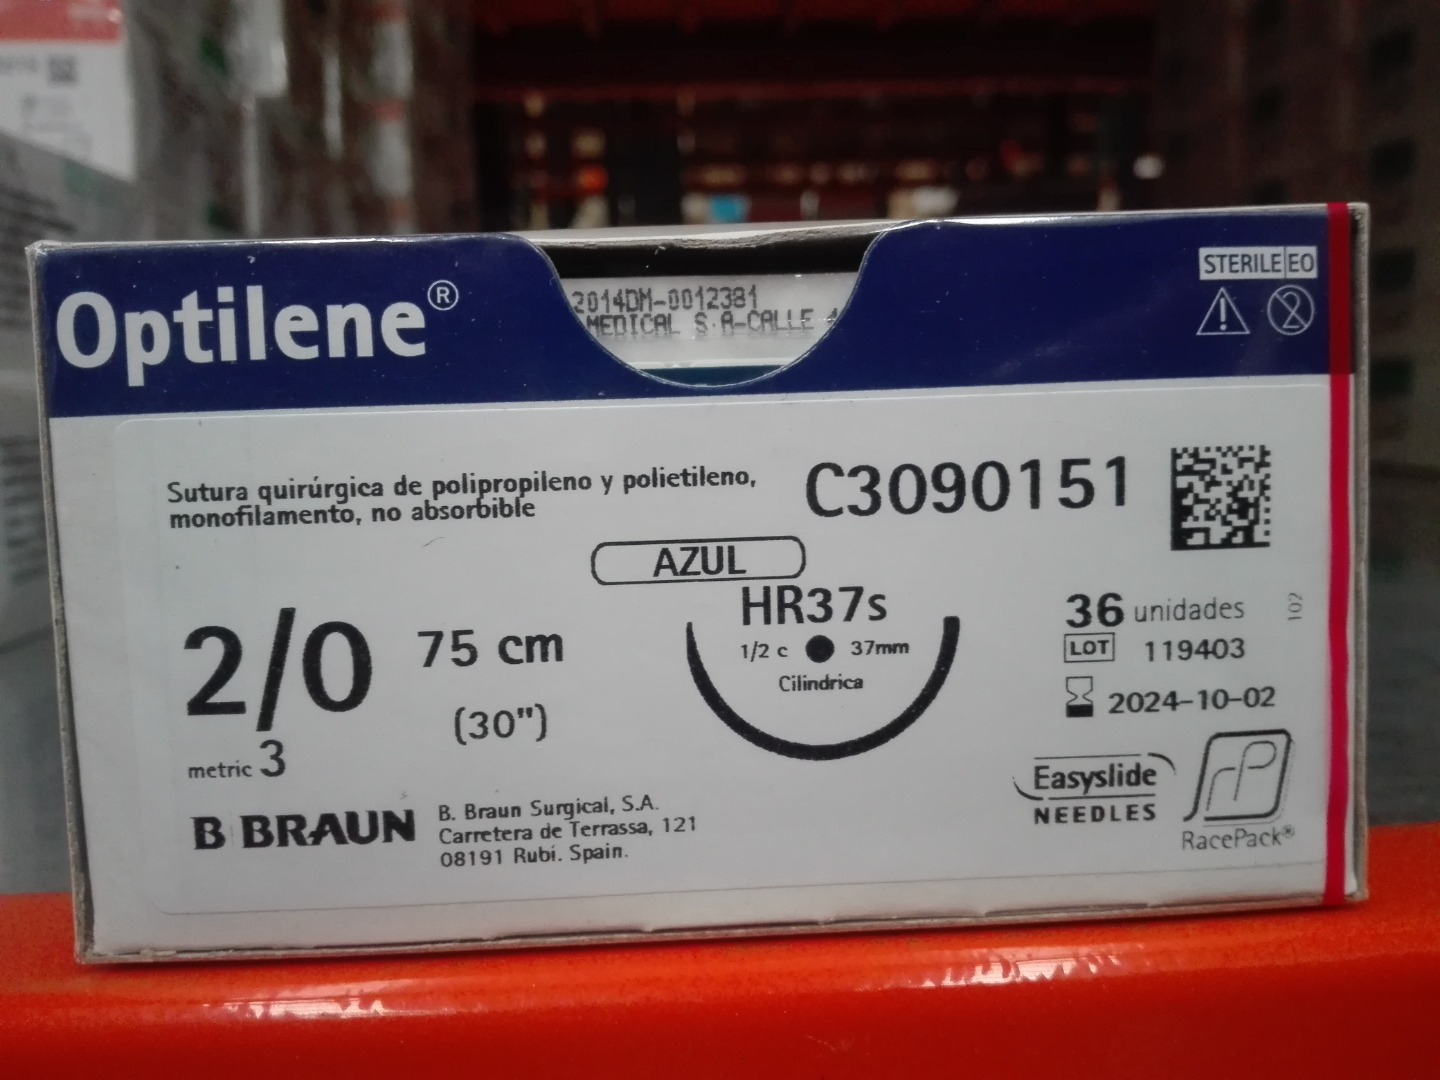 Optilene®
2014DM-0012381
MEDICAL S.A-CALLE
STERILE EO
Sutura quirúrgica de polipropileno y polietileno,
monofilamento, no absorbible
C3090151
AZUL
2/0
75 cm
(30")
metric 3
HR37s
1/2 c 37mm
Cilindrica
36 unidades
102
LOT 119403
2024-10-02
Easyslide
NEEDLES
RacePack®
B BRAUN
B. Braun Surgical, S.A.
Carretera de Terrassa, 121
08191 Rubí. Spain.